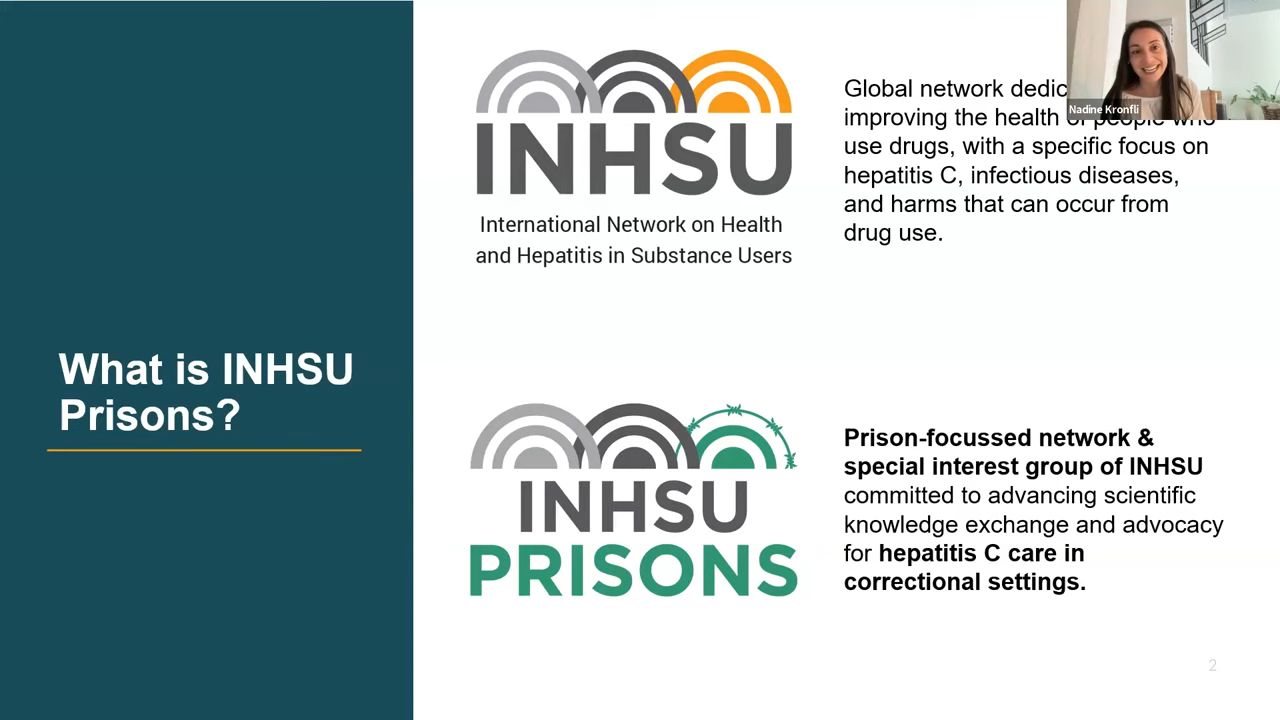 What is INHSU
Prisons?
INHSU
International Network on Health
and Hepatitis in Substance Users
Global network
improving the health of people who
use drugs, with a specific focus on
hepatitis C, infectious diseases,
and harms that can occur from
drug use.
Nadine Kronfli
INHSU
PRISONS
Prison-focussed network &
special interest group of INHSU
committed to advancing scientific
knowledge exchange and advocacy
for hepatitis C care in
correctional settings.
2